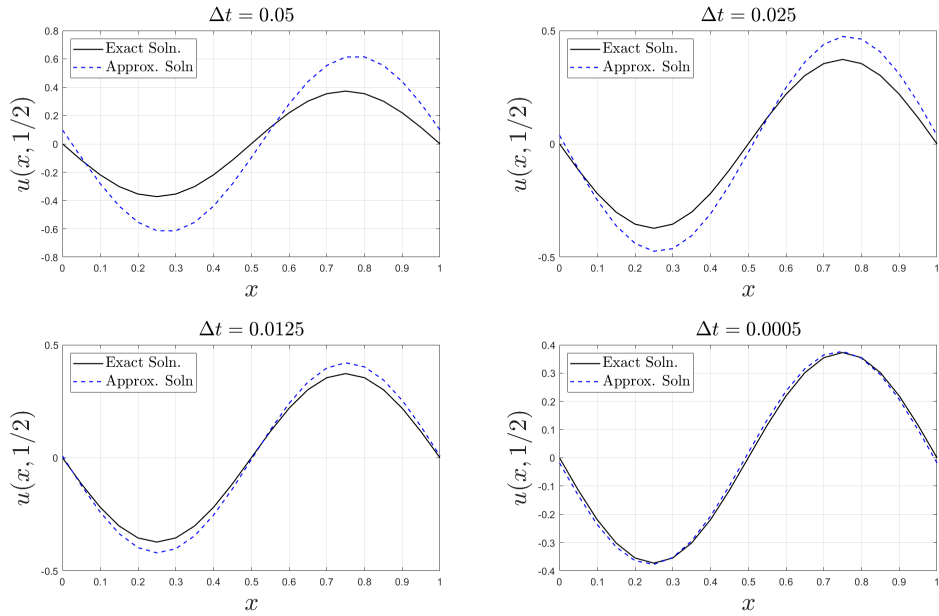 Δt = 0.05
0.8
0.6
0.4
0.2
0
-0.2
-0.4
-0.6
-0.8
u(x, 1/2)
Exact Soln.
Approx. Soln
0 0.1 0.2 0.3 0.4 0.5 0.6 0.7 0.8 0.9 1
x
Δt = 0.025
0.5
0
-0.5
u(x, 1/2)
Exact Soln.
Approx. Soln
0 0.1 0.2 0.3 0.4 0.5 0.6 0.7 0.8 0.9 1
x
Δt = 0.0125
0.5
0
-0.5
u(x, 1/2)
Exact Soln.
Approx. Soln
0 0.1 0.2 0.3 0.4 0.5 0.6 0.7 0.8 0.9 1
x
Δt = 0.0005
0.4
0.3
0.2
0.1
0
-0.1
-0.2
-0.3
-0.4
u(x, 1/2)
Exact Soln.
Approx. Soln
0 0.1 0.2 0.3 0.4 0.5 0.6 0.7 0.8 0.9 1
x